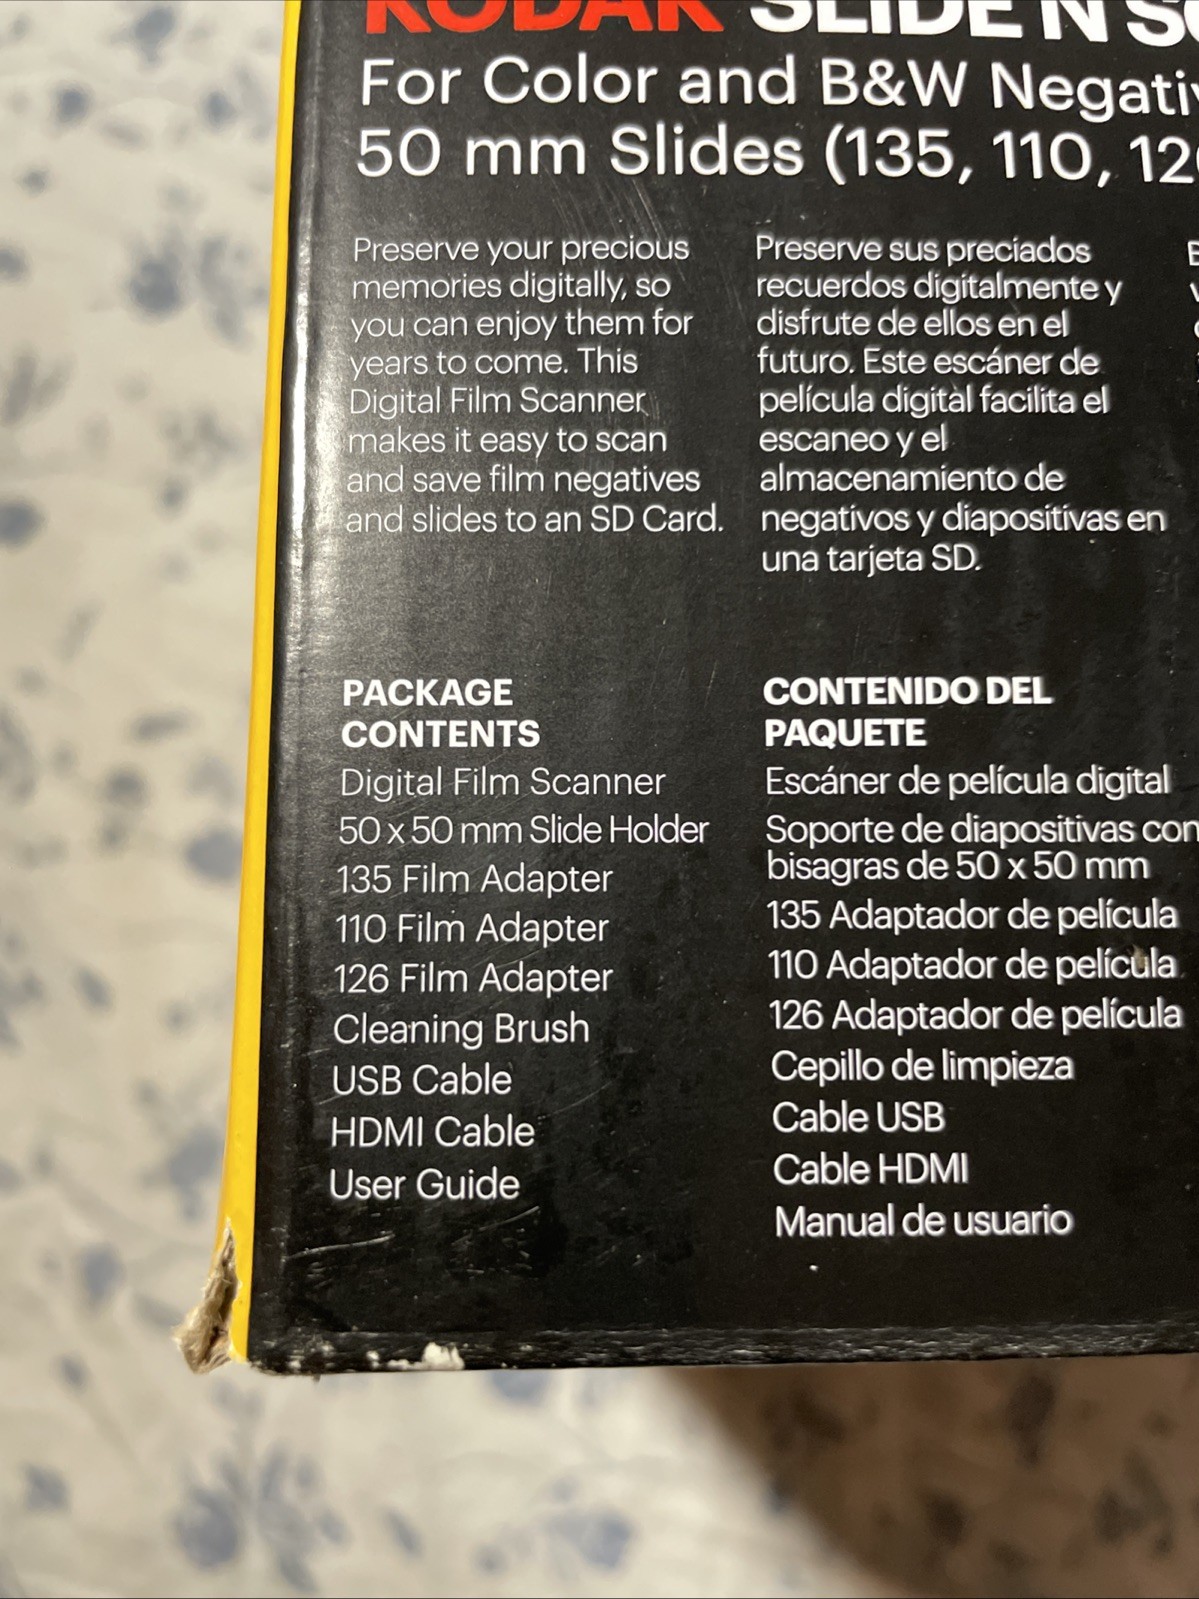 KODAK SLIDE N
For Color and B&W
50 mm Slides (135, 110,
Preserve your precious
memories digitally, so
you can enjoy them for
years to come. This
Digital Film Scanner
makes it easy to scan
and save film negatives
and slides to an SD Card.
Preserve sus preciados
recuerdos digitalmente y
disfrute de ellos en el
futuro. Este escáner de
película digital facilita el
escaneo y el
almacenamiento de
negativos y diapositivas en
una tarjeta SD.
PACKAGE
CONTENTS
Digital Film Scanner
50 x 50 mm Slide Holder
135 Film Adapter
110 Film Adapter
126 Film Adapter
Cleaning Brush
USB Cable
HDMI Cable
User Guide
CONTENIDO DEL
PAQUETE
Escáner de película digital
Soporte de diapositivas con
bisagras de 50 x 50 mm
135 Adaptador de película
110 Adaptador de película
126 Adaptador de película
Cepillo de limpieza
Cable USB
Cable HDMI
Manual de usuario